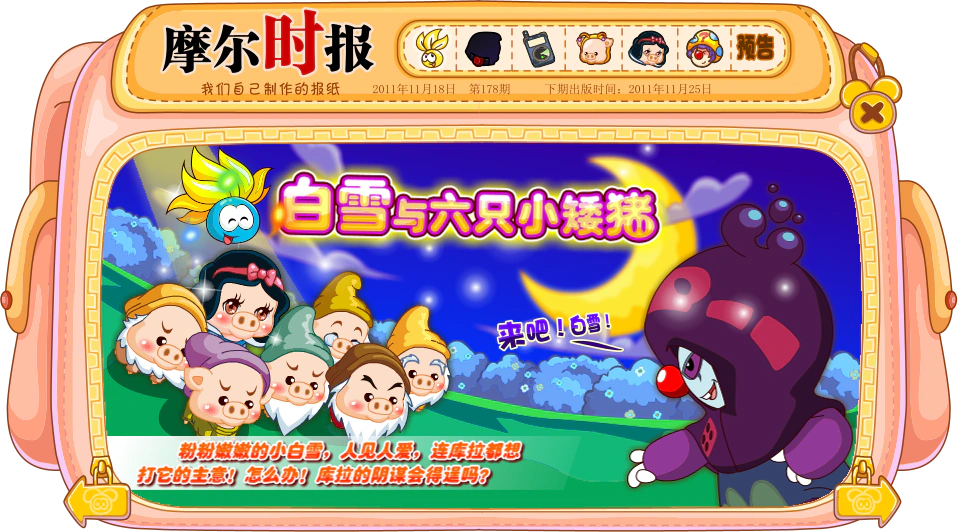 摩尔时报
预告
我们自己制作的报纸 2011年11月18日 第178期 下期出版时间：2011年11月25日
白雪与六只小矮猪
来吧！白雪！
粉粉嫩嫩的小白雪，人见人爱，连库拉都想
打它的主意！怎么办！库拉的阴谋会得逞吗？